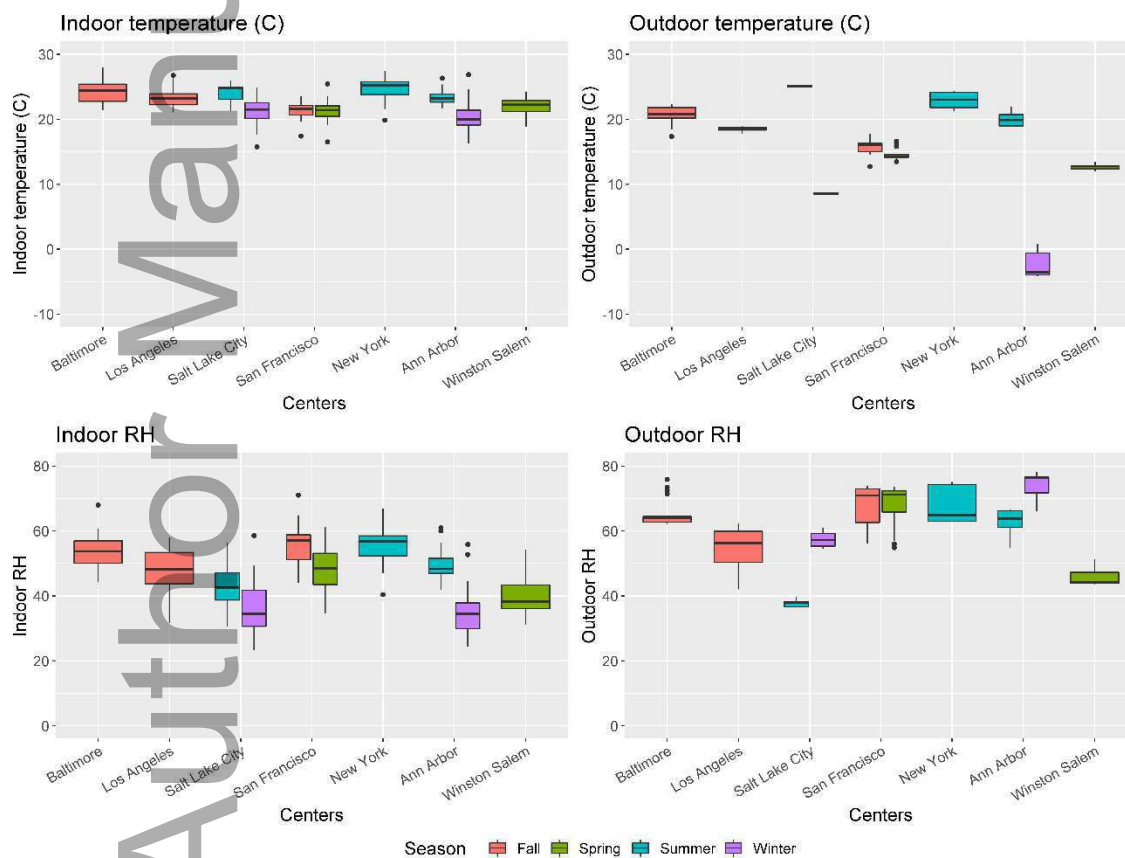 Indoor temperature (C)
Outdoor temperature (C)
Indoor temperature (C)
30
20
10
0
-10
Baltimore
Los Angeles
Salt Lake City
San Francisco
New York
Ann Arbor
Winston Salem
Centers
Outdoor temperature (C)
30
20
10
0
-10
Baltimore
Los Angeles
Salt Lake City
San Francisco
New York
Ann Arbor
Winston Salem
Centers
Indoor RH
Outdoor RH
Indoor RH
80
60
40
20
0
Baltimore
Los Angeles
Salt Lake City
San Francisco
New York
Ann Arbor
Winston Salem
Centers
Outdoor RH
80
60
40
20
0
Baltimore
Los Angeles
Salt Lake City
San Francisco
New York
Ann Arbor
Winston Salem
Centers
Season Fall Spring Summer Winter
Author